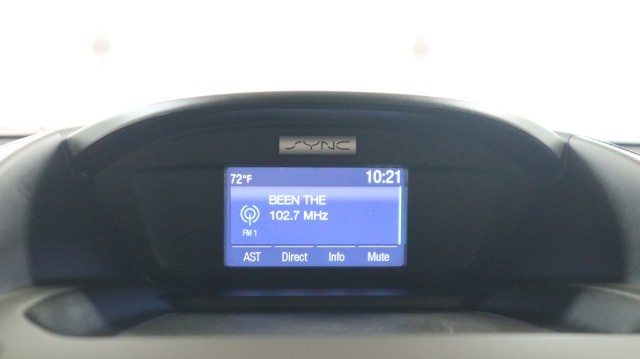 SYNC
72°F 10:21
BEEN THE
102.7 MHz
FM 1
AST Direct Info Mute